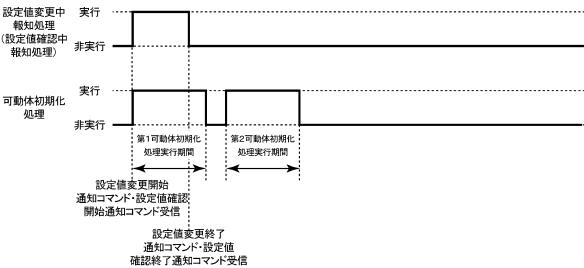 設定値変更中
報知処理
(設定値確認中
報知処理)
実行
非実行
可動体初期化
処理
実行
非実行
第1可動体初期化
処理実行期間
第2可動体初期化
処理実行期間
設定値変更開始
通知コマンド・設定値確認
開始通知コマンド受信
設定値変更終了
通知コマンド・設定値
確認終了通知コマンド受信